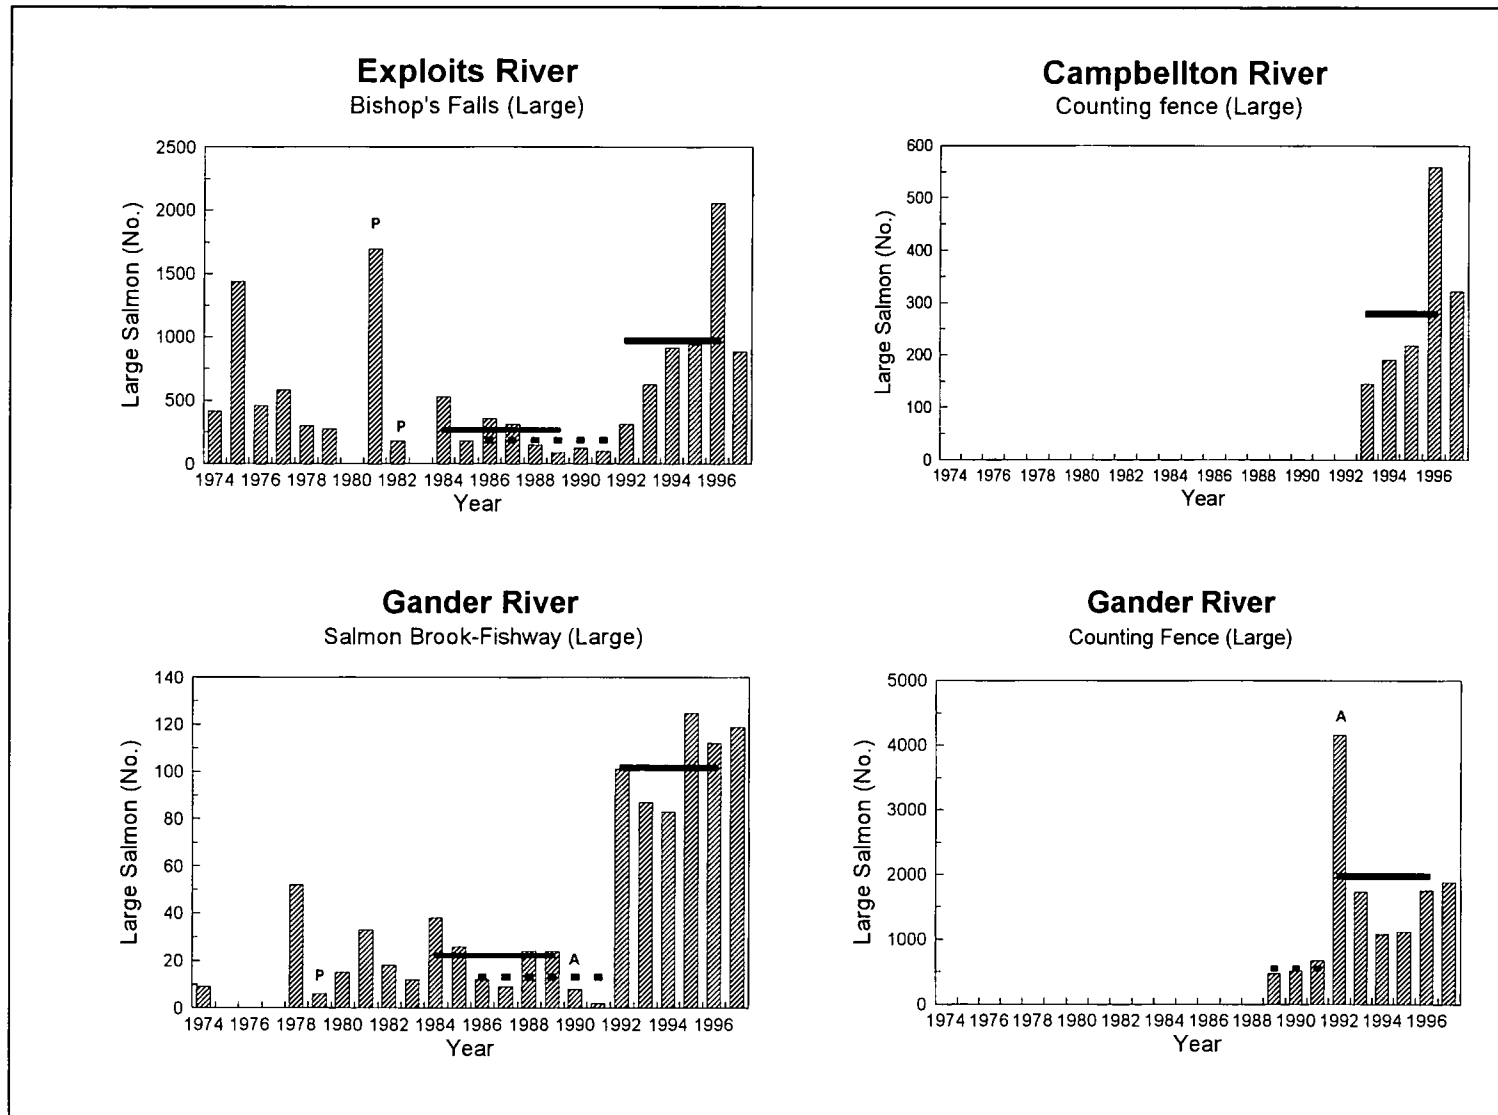 Exploits River
Bishop's Falls (Large)
2500
2000
1500
1000
500
0
Large Salmon (No.)
P
P
1974 1976 1978 1980 1982 1984 1986 1988 1990 1992 1994 1996
Year
Campbellton River
Counting fence (Large)
600
500
400
300
200
100
0
Large Salmon (No.)
1974 1976 1978 1980 1982 1984 1986 1988 1990 1992 1994 1996
Year
Gander River
Salmon Brook-Fishway (Large)
140
120
100
80
60
40
20
0
Large Salmon (No.)
P
A
1974 1976 1978 1980 1982 1984 1986 1988 1990 1992 1994 1996
Year
Gander River
Counting Fence (Large)
5000
4000
3000
2000
1000
0
Large Salmon (No.)
A
1974 1976 1978 1980 1982 1984 1986 1988 1990 1992 1994 1996
Year